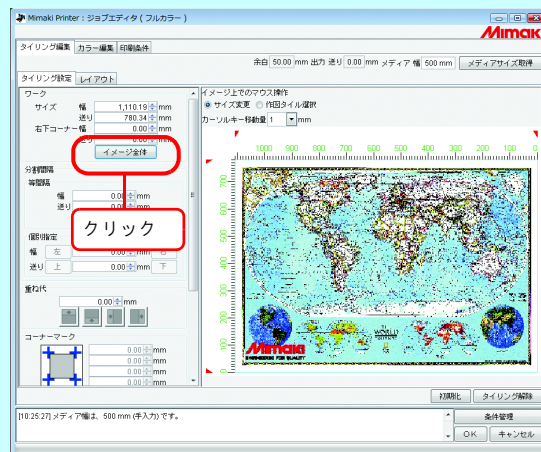 Mimaki Printer : ジョブエディタ ( フルカラー )
Mimaki
タイリング編集 カラー編集 印刷条件
余白 50.00 mm 出力 送り 0.00 mm メディア 幅 500 mm メディアサイズ取得
タイリング設定 レイアウト
ワーク
サイズ 幅 1,110.19 mm
送り 780.34 mm
右下コーナー 幅 0.00 mm
送り 0.00 mm
イメージ全体
分割間隔
等間隔
幅 0.00 mm
送り 0.00 mm
クリック
個別指定
幅 左 0.00 mm 右
送り 上 0.00 mm 下
重ね代
0.00 mm
コーナーマーク
0.00 mm
0.00 mm
0.00 mm
0.00 mm
イメージ上でのマウス操作
サイズ変更 作図タイル選択
カーソルキー移動量 1 mm
1000 900 800 700 600 500 400 300 200 100 0
700
600
500
400
300
200
100
0
WORLD
Mimaki
ENGINEERING FOR QUALITY
初期化 タイリング解除
[10:25:27] メディア幅は、500 mm (手入力) です。
条件管理
OK キャンセル